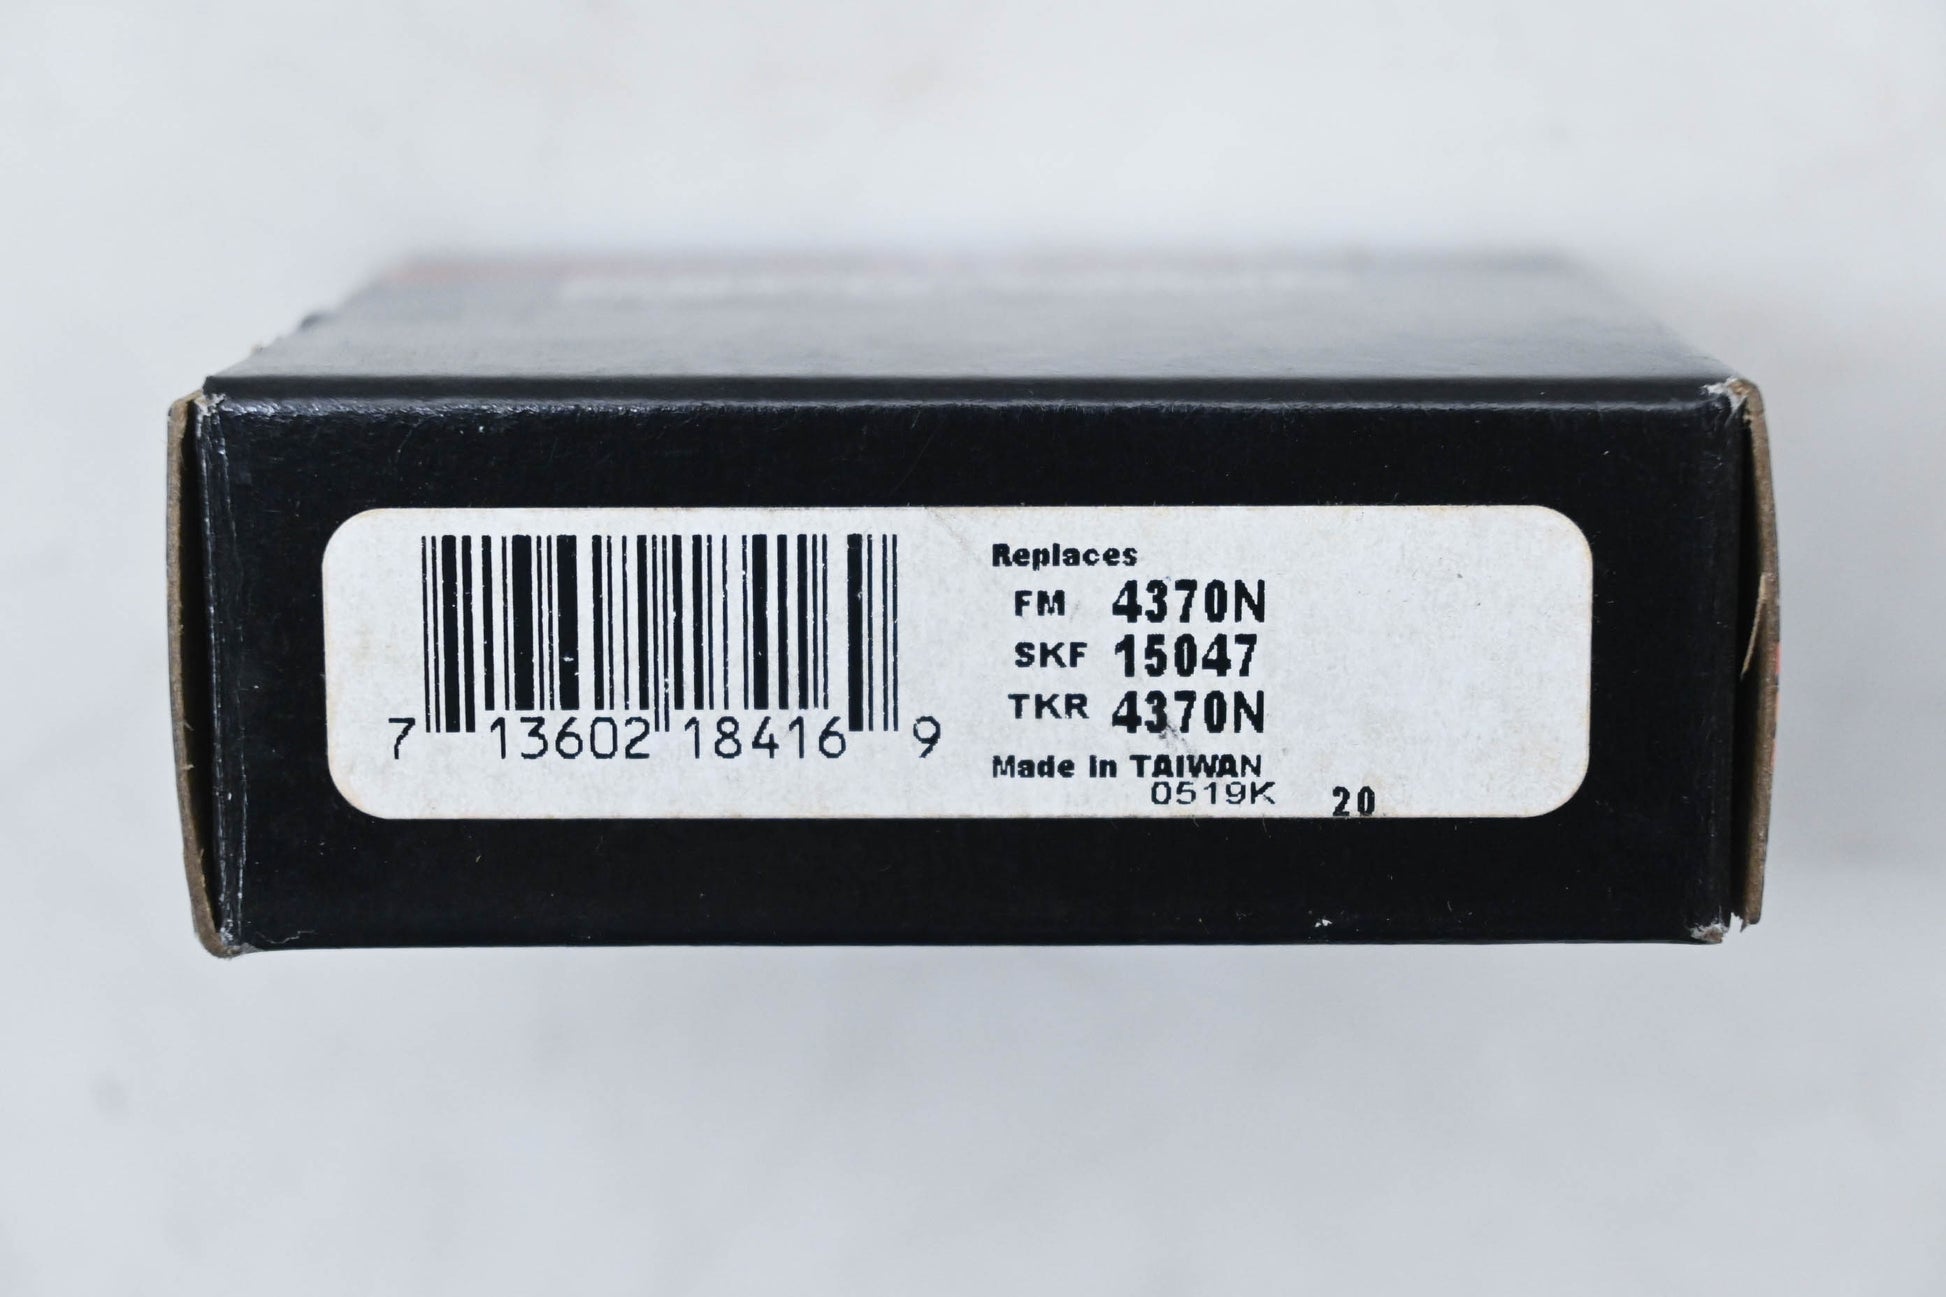 7 13602 18416 9
Replaces
FM 4370N
SKF 15047
TKR 4370N
Made in TAIWAN
0519K 20